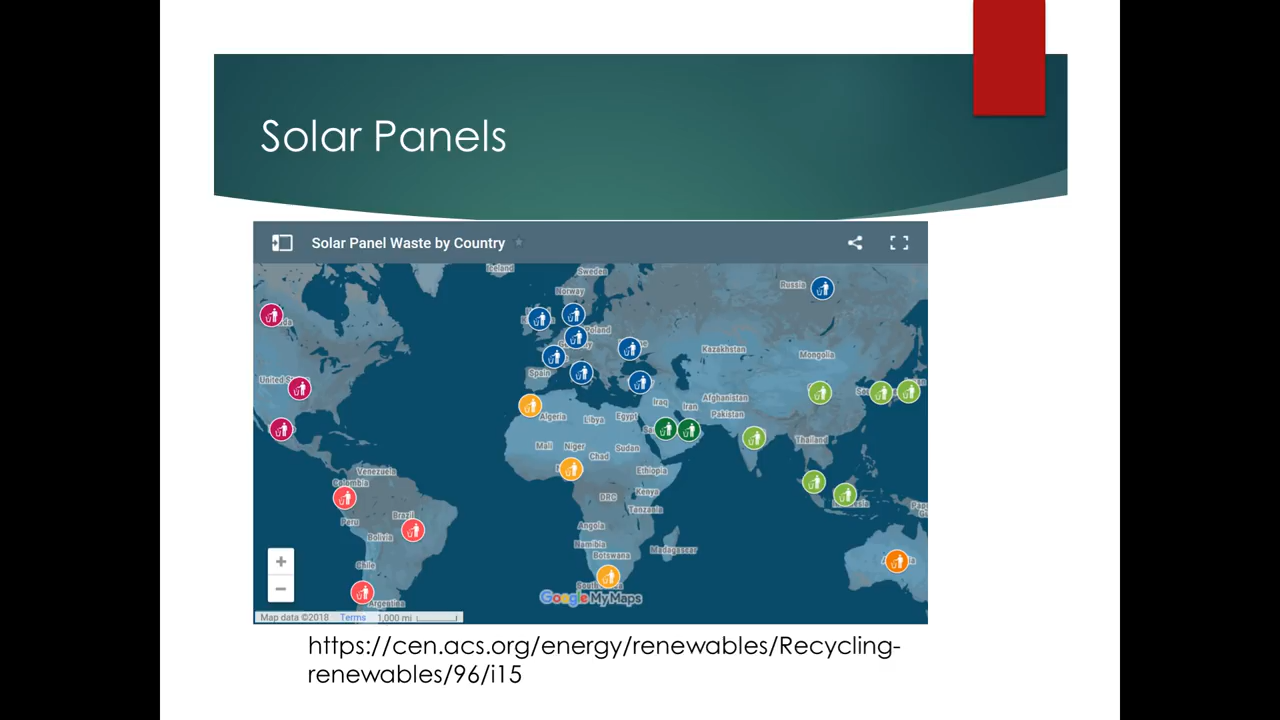 Solar Panels
Solar Panel Waste by Country
Iceland
Sweden
Norway
Russia
Poland
Kazakhstan
Mongolia
Spain
United S
Afghanistan
Iraq
Iran
Pakistan
Algeria
Libya
Egypt
Thailand
Mali
Niger
Sudan
Chad
Ethiopia
Venezuela
Colombia
DRC
Kenya
Tanzania
Peru
Brazil
Angola
Bolivia
Namibia
Botswana
Madagascar
Chile
South
Argentina
Google My Maps
Map data ©2018 Terms 1,000 mi
https://cen.acs.org/energy/renewables/Recycling-
renewables/96/i15